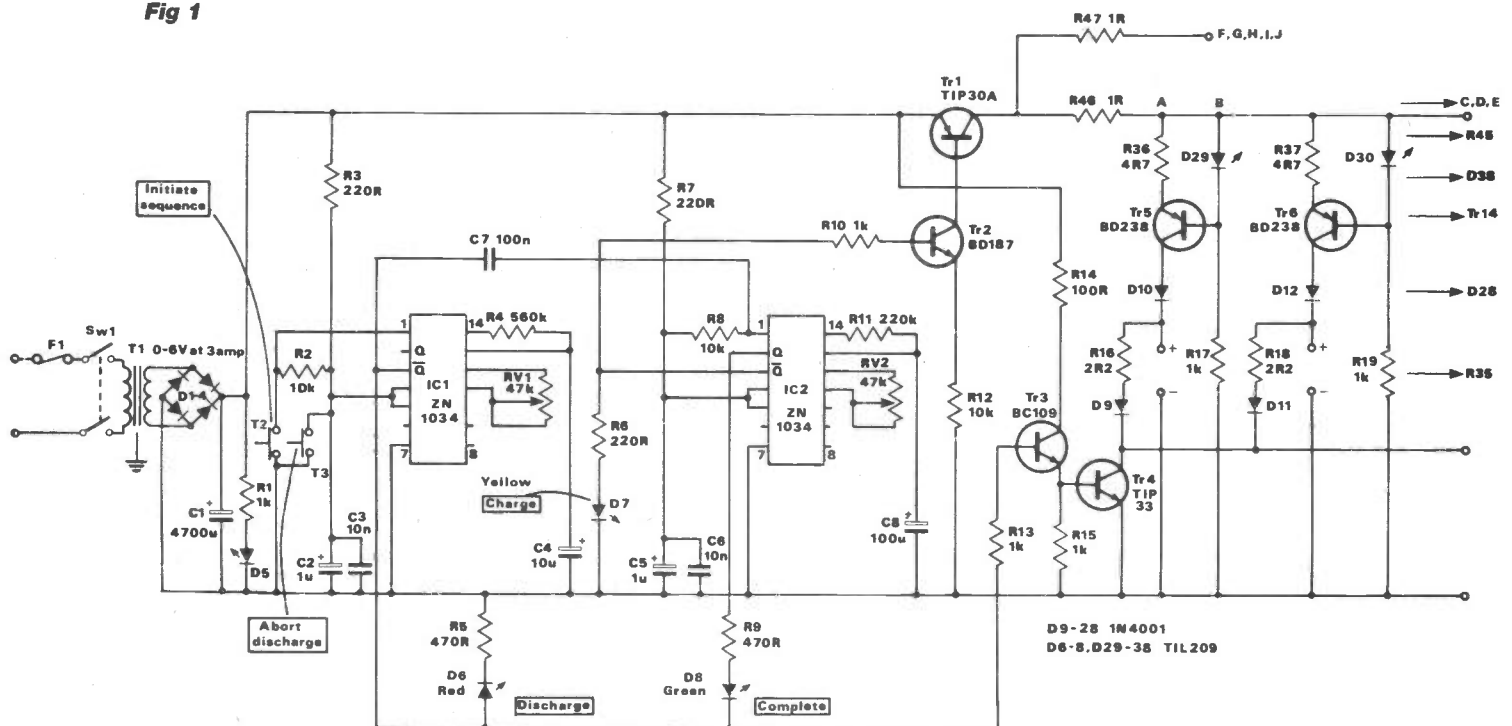 Fig 1
R47 1R
F,G,H,I,J
Tr1
TIP30A
R46 1R
A
B
C,D,E
R45
R36
4R7
D29
R37
4R7
D30
D38
R3
220R
R7
22DR
Initiate
sequence
Tr14
Tr5
BD238
Tr6
BD238
R10 1k
Tr2
BD187
C7 100n
R14
100R
D10
D12
D28
1
14
R4 560k
R8
10k
1
14
R11 220k
Sw1
F1
T1 0-6V at 3amp
R2
10k
Q
Q
IC1
ZN
1034
RV1
47k
Q
Q
IC2
ZN
1034
RV2
47k
R16
2R2
R17
1k
R18
2R2
R19
1k
R35
D1-4
R12
10k
D9
D11
+
−
+
−
T2
T3
R6
220R
Tr3
BC109
7
8
7
8
R1
1k
Yellow
Charge
D7
Tr4
TIP
33
C1
4700u
+
C3
10n
C2
1u
+
C4
10u
+
C5
1u
+
C6
10n
C8
100u
+
R13
1k
R15
1k
D5
Abort
discharge
R5
470R
R9
470R
D9-28 1N4001
D6-8,D29-38 TIL209
D6
Red
Discharge
D8
Green
Complete